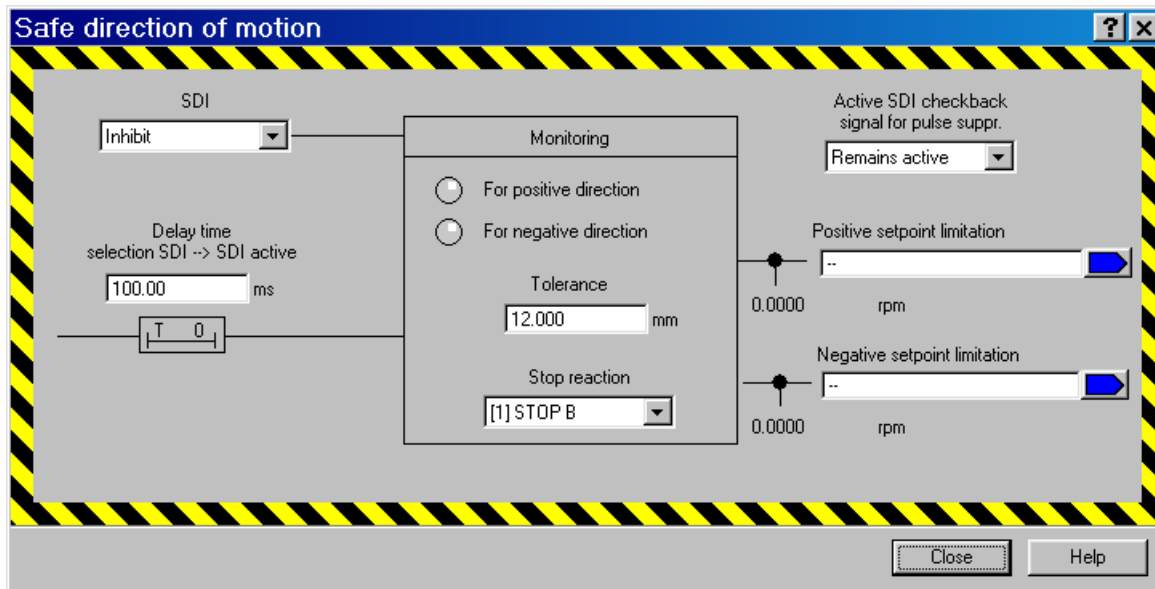 Safe direction of motion
?
SDI
Inhibit
Delay time
selection SDI --> SDI active
100.00 ms
T 0
Monitoring
For positive direction
For negative direction
Tolerance
12.000 mm
Stop reaction
[1] STOP B
Active SDI checkback
signal for pulse suppr.
Remains active
Positive setpoint limitation
--
0.0000 rpm
Negative setpoint limitation
--
0.0000 rpm
Close
Help